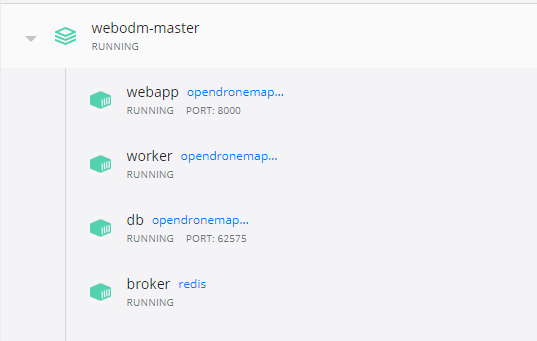 webodm-master
RUNNING
webapp opendronemap...
RUNNING PORT: 8000
worker opendronemap...
RUNNING
db opendronemap...
RUNNING PORT: 62575
broker redis
RUNNING